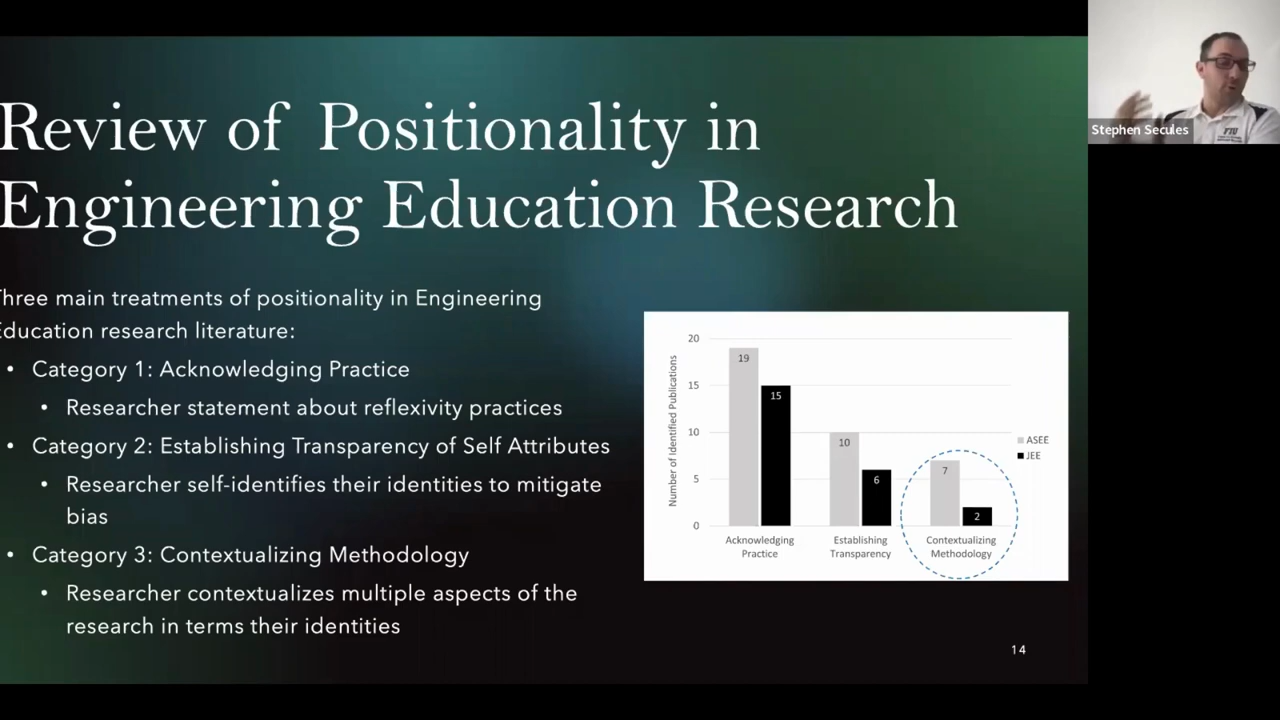 Review of Positionality in
Engineering Education Research
Three main treatments of positionality in Engineering
Education research literature:
• Category 1: Acknowledging Practice
• Researcher statement about reflexivity practices
• Category 2: Establishing Transparency of Self Attributes
• Researcher self-identifies their identities to mitigate
bias
• Category 3: Contextualizing Methodology
• Researcher contextualizes multiple aspects of the
research in terms their identities
Number of Identified Publications
20
15
10
5
0
19
15
10
6
7
2
Acknowledging
Practice
Establishing
Transparency
Contextualizing
Methodology
ASEE
JEE
14
Stephen Secules
FIU